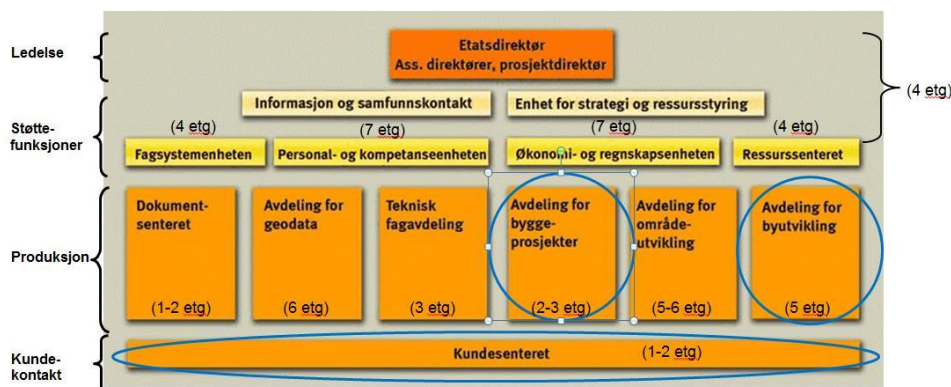 Ledelse
Etatsdirektør
Ass. direktører, prosjektdirektør
(4 etg)
Støtte-
funksjoner
Informasjon og samfunnskontakt
Enhet for strategi og ressursstyring
(4 etg)
(7 etg)
(7 etg)
(4 etg)
Fagsystemenheten
Personal- og kompetanseenheten
Økonomi- og regnskapsenheten
Ressurssenteret
Produksjon
Dokument-
senteret
(1-2 etg)
Avdeling for
geodata
(6 etg)
Teknisk
fagavdeling
(3 etg)
Avdeling for
bygge-
prosjekter
(2-3 etg)
Avdeling for
område-
utvikling
(5-6 etg)
Avdeling for
byutvikling
(5 etg)
Kunde-
kontakt
Kundesenteret
(1-2 etg)